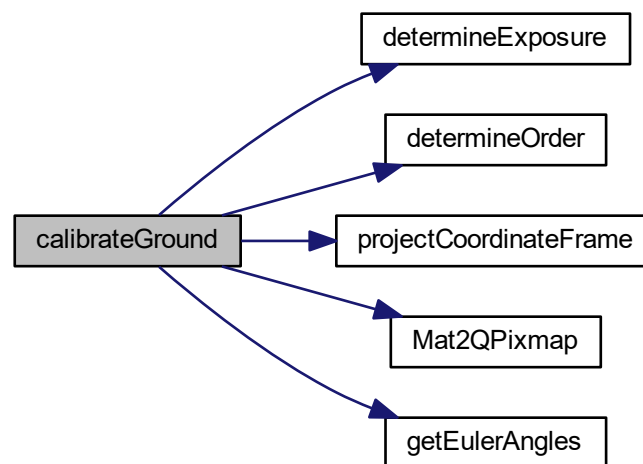 determineExposure
determineOrder
calibrateGround
projectCoordinateFrame
Mat2QPixmap
getEulerAngles